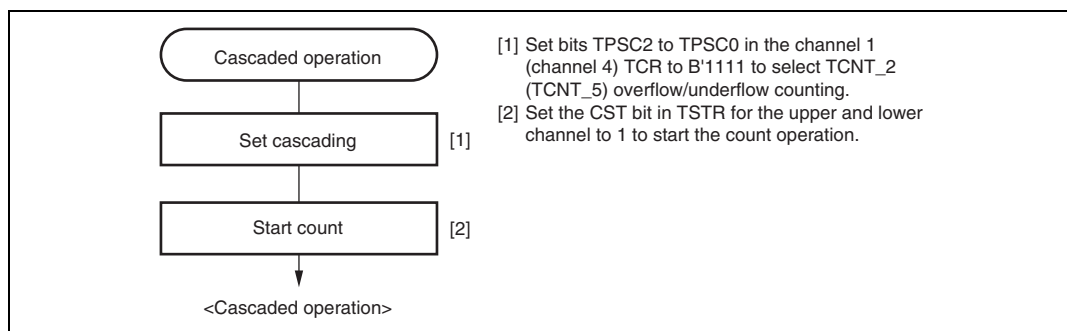 Cascaded operation
Set cascading
[1]
Start count
[2]
<Cascaded operation>
[1] Set bits TPSC2 to TPSC0 in the channel 1
(channel 4) TCR to B'1111 to select TCNT_2
(TCNT_5) overflow/underflow counting.
[2] Set the CST bit in TSTR for the upper and lower
channel to 1 to start the count operation.